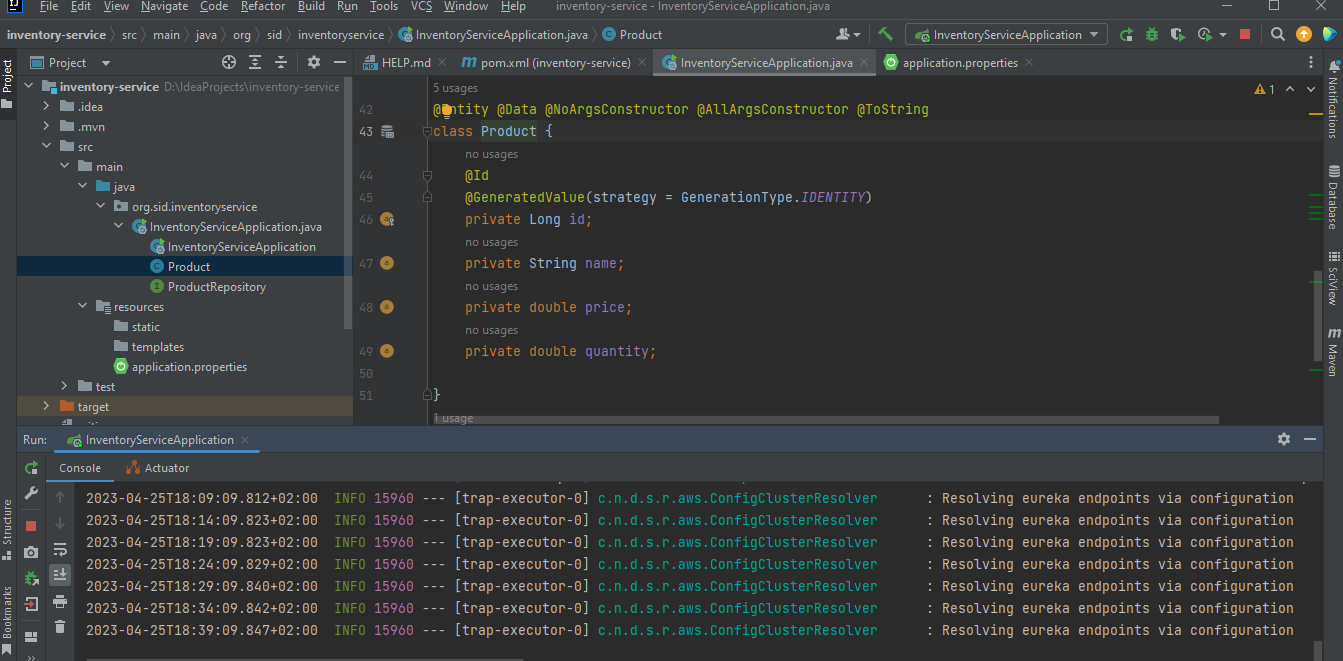 File Edit View Navigate Code Refactor Build Run Tools VCS Window Help inventory-service - InventoryServiceApplication.java
inventory-service src main java org sid inventoryservice InventoryServiceApplication.java Product InventoryServiceApplication
Project
Project
inventory-service D:\IdeaProjects\inventory-service
.idea
.mvn
src
main
java
org.sid.inventoryservice
InventoryServiceApplication.java
InventoryServiceApplication
Product
ProductRepository
resources
static
templates
application.properties
test
target
HELP.md pom.xml (inventory-service) InventoryServiceApplication.java application.properties
5 usages
1
42 @Entity @Data @NoArgsConstructor @AllArgsConstructor @ToString
43 class Product {
no usages
44 @Id
45 @GeneratedValue(strategy = GenerationType.IDENTITY)
46 private Long id;
no usages
47 private String name;
no usages
48 private double price;
no usages
49 private double quantity;
50
51 }
1 usage
Notifications
Database
SciView
Maven
Run: InventoryServiceApplication
Console Actuator
2023-04-25T18:09:09.812+02:00 INFO 15960 --- [trap-executor-0] c.n.d.s.r.aws.ConfigClusterResolver : Resolving eureka endpoints via configuration
2023-04-25T18:14:09.823+02:00 INFO 15960 --- [trap-executor-0] c.n.d.s.r.aws.ConfigClusterResolver : Resolving eureka endpoints via configuration
2023-04-25T18:19:09.823+02:00 INFO 15960 --- [trap-executor-0] c.n.d.s.r.aws.ConfigClusterResolver : Resolving eureka endpoints via configuration
2023-04-25T18:24:09.829+02:00 INFO 15960 --- [trap-executor-0] c.n.d.s.r.aws.ConfigClusterResolver : Resolving eureka endpoints via configuration
2023-04-25T18:29:09.840+02:00 INFO 15960 --- [trap-executor-0] c.n.d.s.r.aws.ConfigClusterResolver : Resolving eureka endpoints via configuration
2023-04-25T18:34:09.842+02:00 INFO 15960 --- [trap-executor-0] c.n.d.s.r.aws.ConfigClusterResolver : Resolving eureka endpoints via configuration
2023-04-25T18:39:09.847+02:00 INFO 15960 --- [trap-executor-0] c.n.d.s.r.aws.ConfigClusterResolver : Resolving eureka endpoints via configuration
Structure
Bookmarks